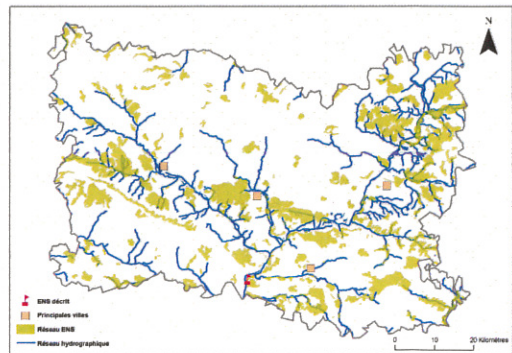 N
ENS décrit
Principales villes
Réseau ENS
Réseau hydrographique
0 10 20 Kilomètres